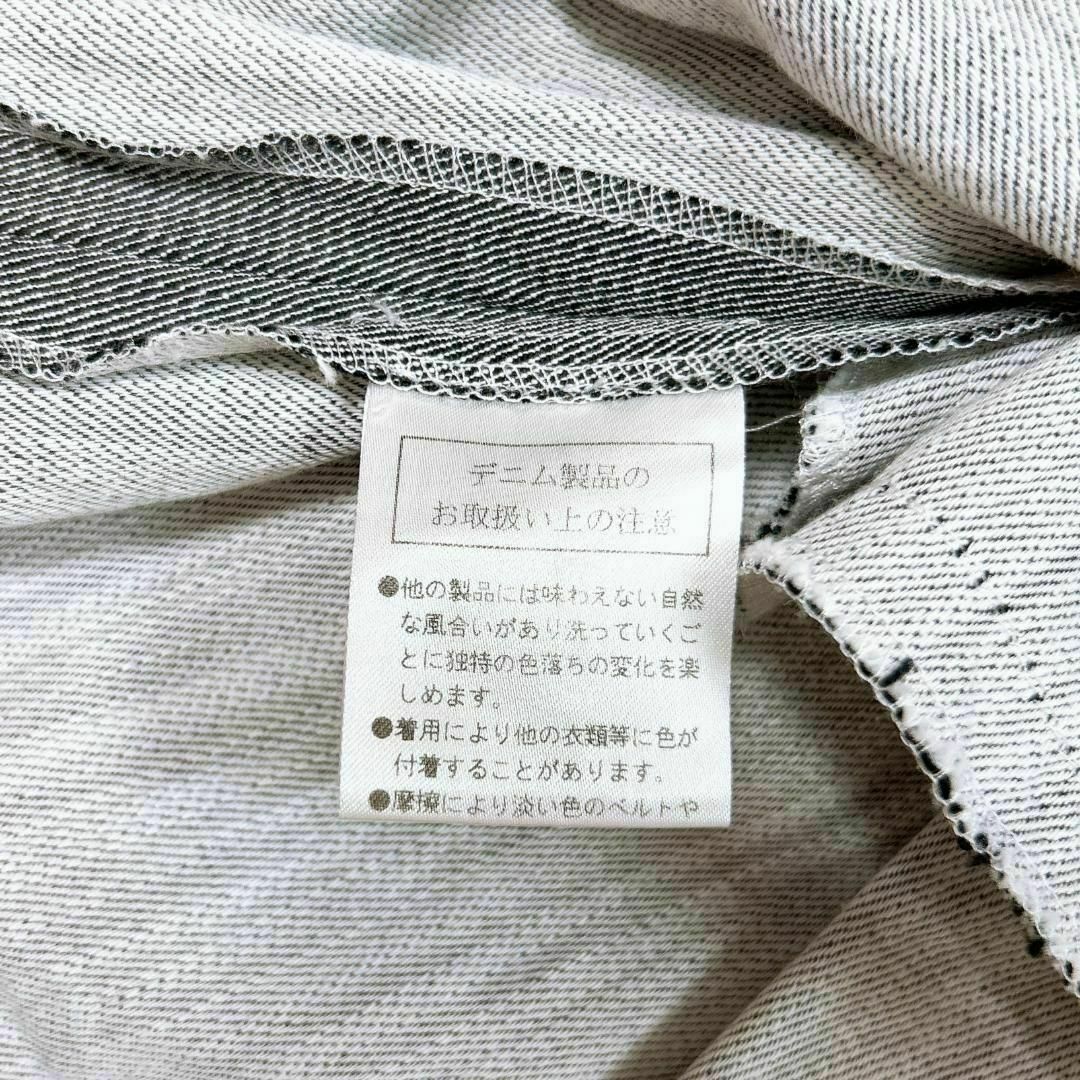 デニム製品の
お取扱い上の注意
●他の製品には味わえない自然
な風合いがあり洗っていくご
とに独特の色落ちの変化を楽
しめます。
●着用により他の衣類等に色が
付着することがあります。
●摩擦により淡い色のベルトや